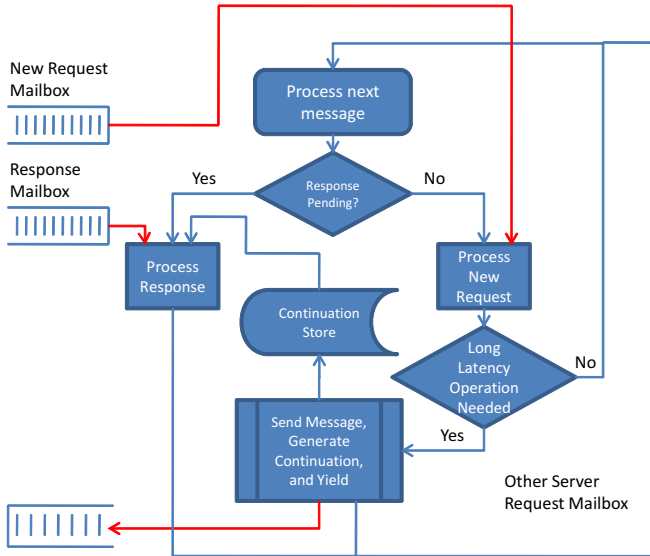 New Request
Mailbox
Process next
message
Response
Mailbox
Yes
Response
Pending?
No
Process
Response
Process
New
Request
Continuation
Store
Long
Latency
Operation
Needed
No
Send Message,
Generate
Continuation,
and Yield
Yes
Other Server
Request Mailbox